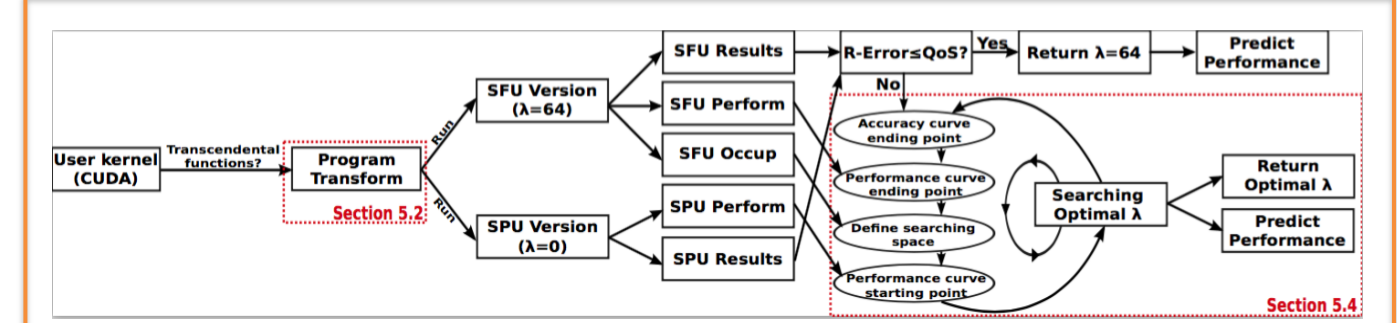 User kernel
(CUDA)
Transcendental
functions?
Program
Transform
Section 5.2
Run
Run
SFU Version
(λ=64)
SPU Version
(λ=0)
SFU Results
SFU Perform
SFU Occup
SPU Perform
SPU Results
R-Error≤QoS?
Yes
Return λ=64
Predict
Performance
No
Accuracy curve
ending point
Performance curve
ending point
Define searching
space
Performance curve
starting point
Searching
Optimal λ
Return
Optimal λ
Predict
Performance
Section 5.4